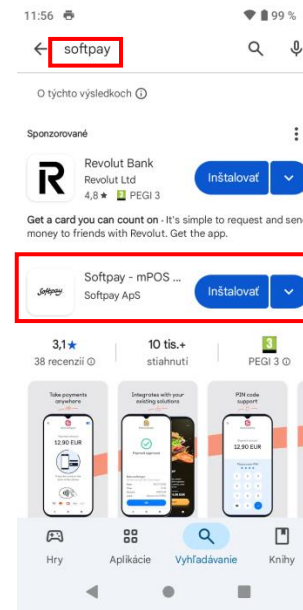 11:56
99 %
softpay
O týchto výsledkoch
Sponzorované
Revolut Bank
Revolut Ltd
4,8 ★ 3 PEGI 3
Inštalovať
Get a card you can count on · It's simple to request and send
money to friends with Revolut. Get the app.
Softpay
Softpay - mPOS ...
Softpay ApS
Inštalovať
3,1★
38 recenzií
10 tis.+
stiahnutí
3
PEGI 3
Take payments
anywhere
12,90 EUR
Integrates with your
existing solutions
Payment approved
PIN code
support
12,90 EUR
Hry
Aplikácie
Vyhľadávanie
Knihy